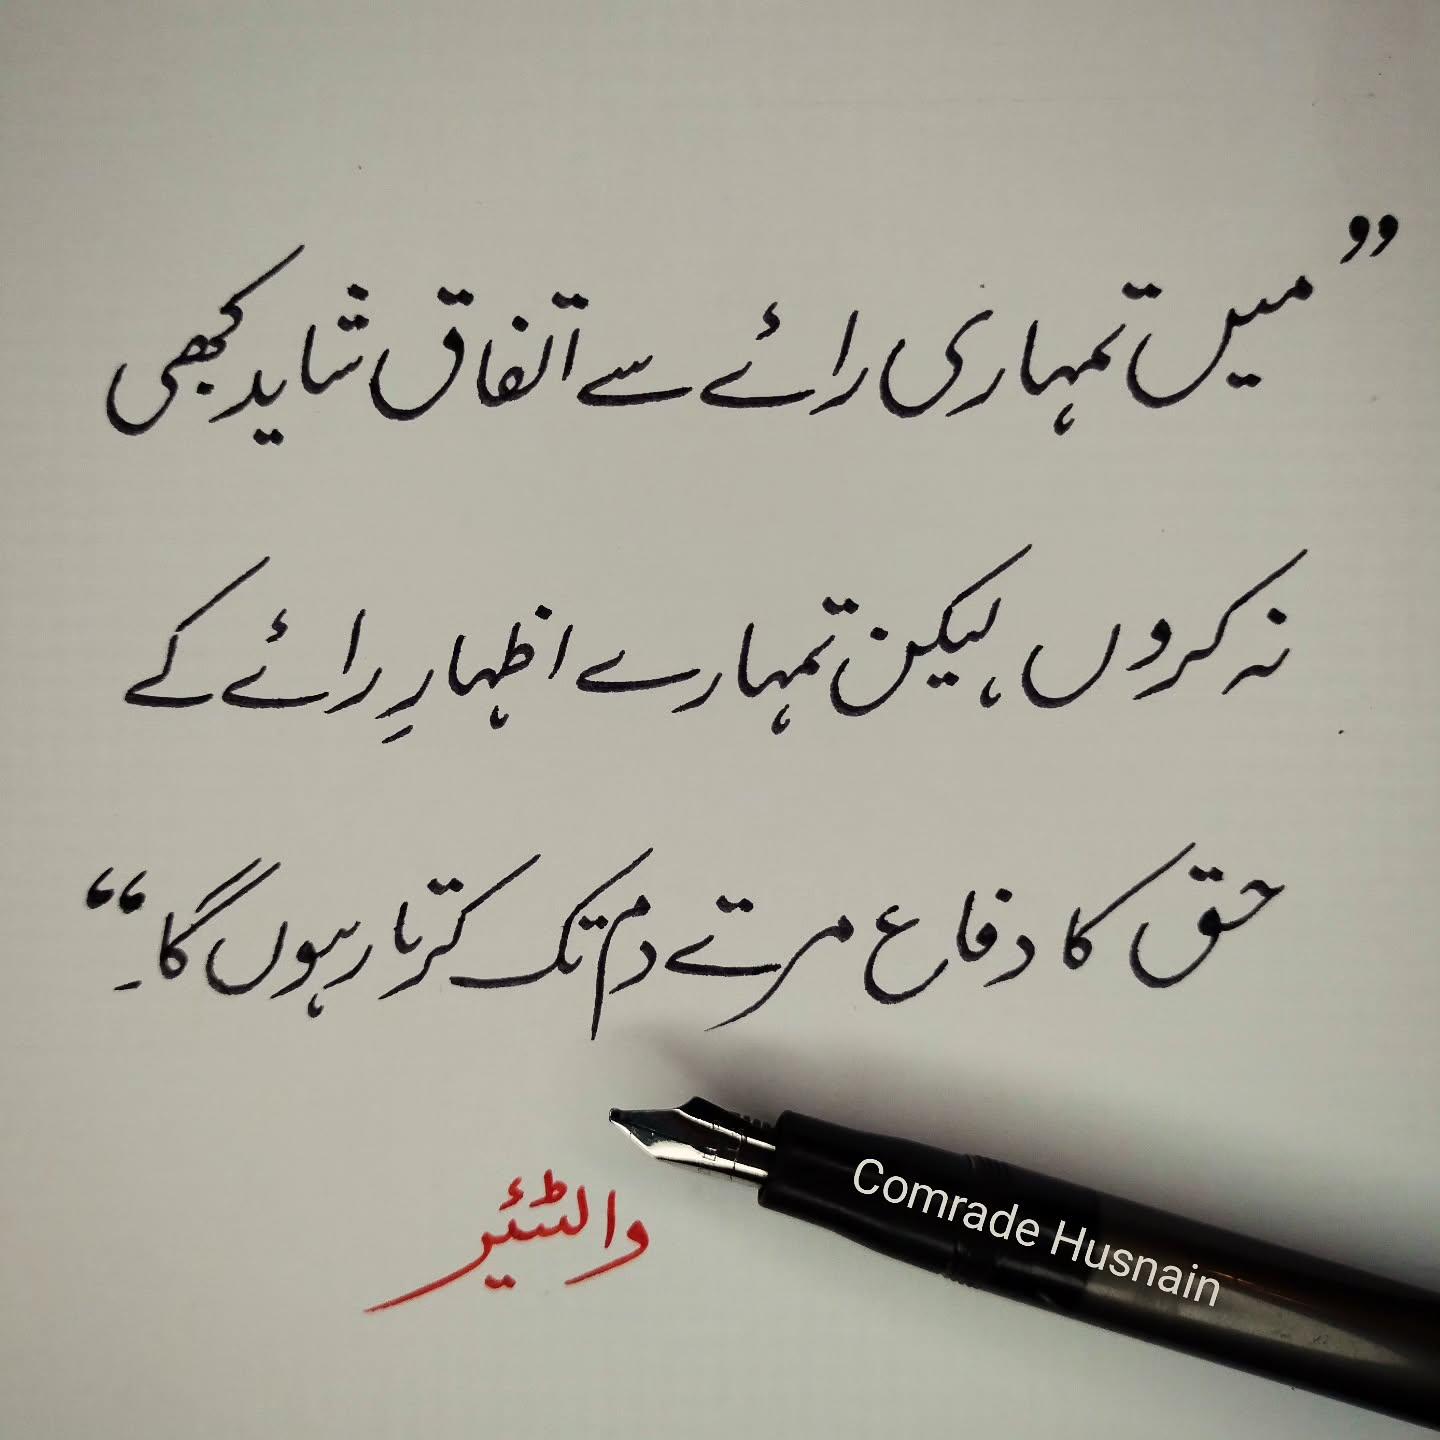 ”میں تمہاری رائے سے اتفاق شاید کبھی
نہ کروں، لیکن تمہارے اظہارِ رائے کے
حق کا دفاع مرتے دم تک کرتا رہوں گا۔“
والٹئیر
Comrade Husnain